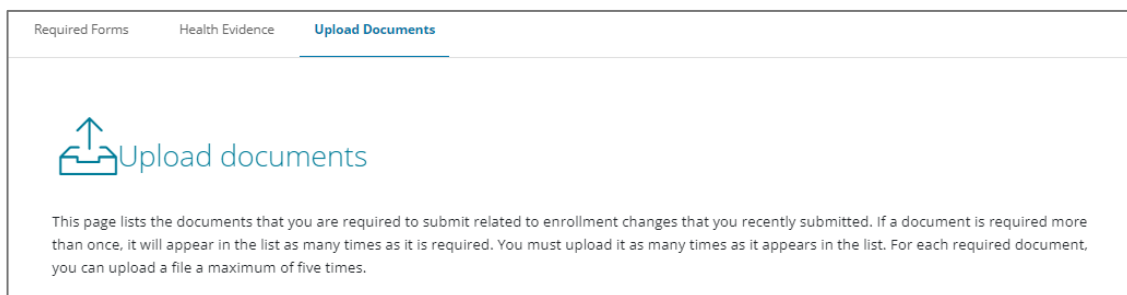 Required Forms Health Evidence Upload Documents
Upload documents
This page lists the documents that you are required to submit related to enrollment changes that you recently submitted. If a document is required more
than once, it will appear in the list as many times as it is required. You must upload it as many times as it appears in the list. For each required document,
you can upload a file a maximum of five times.